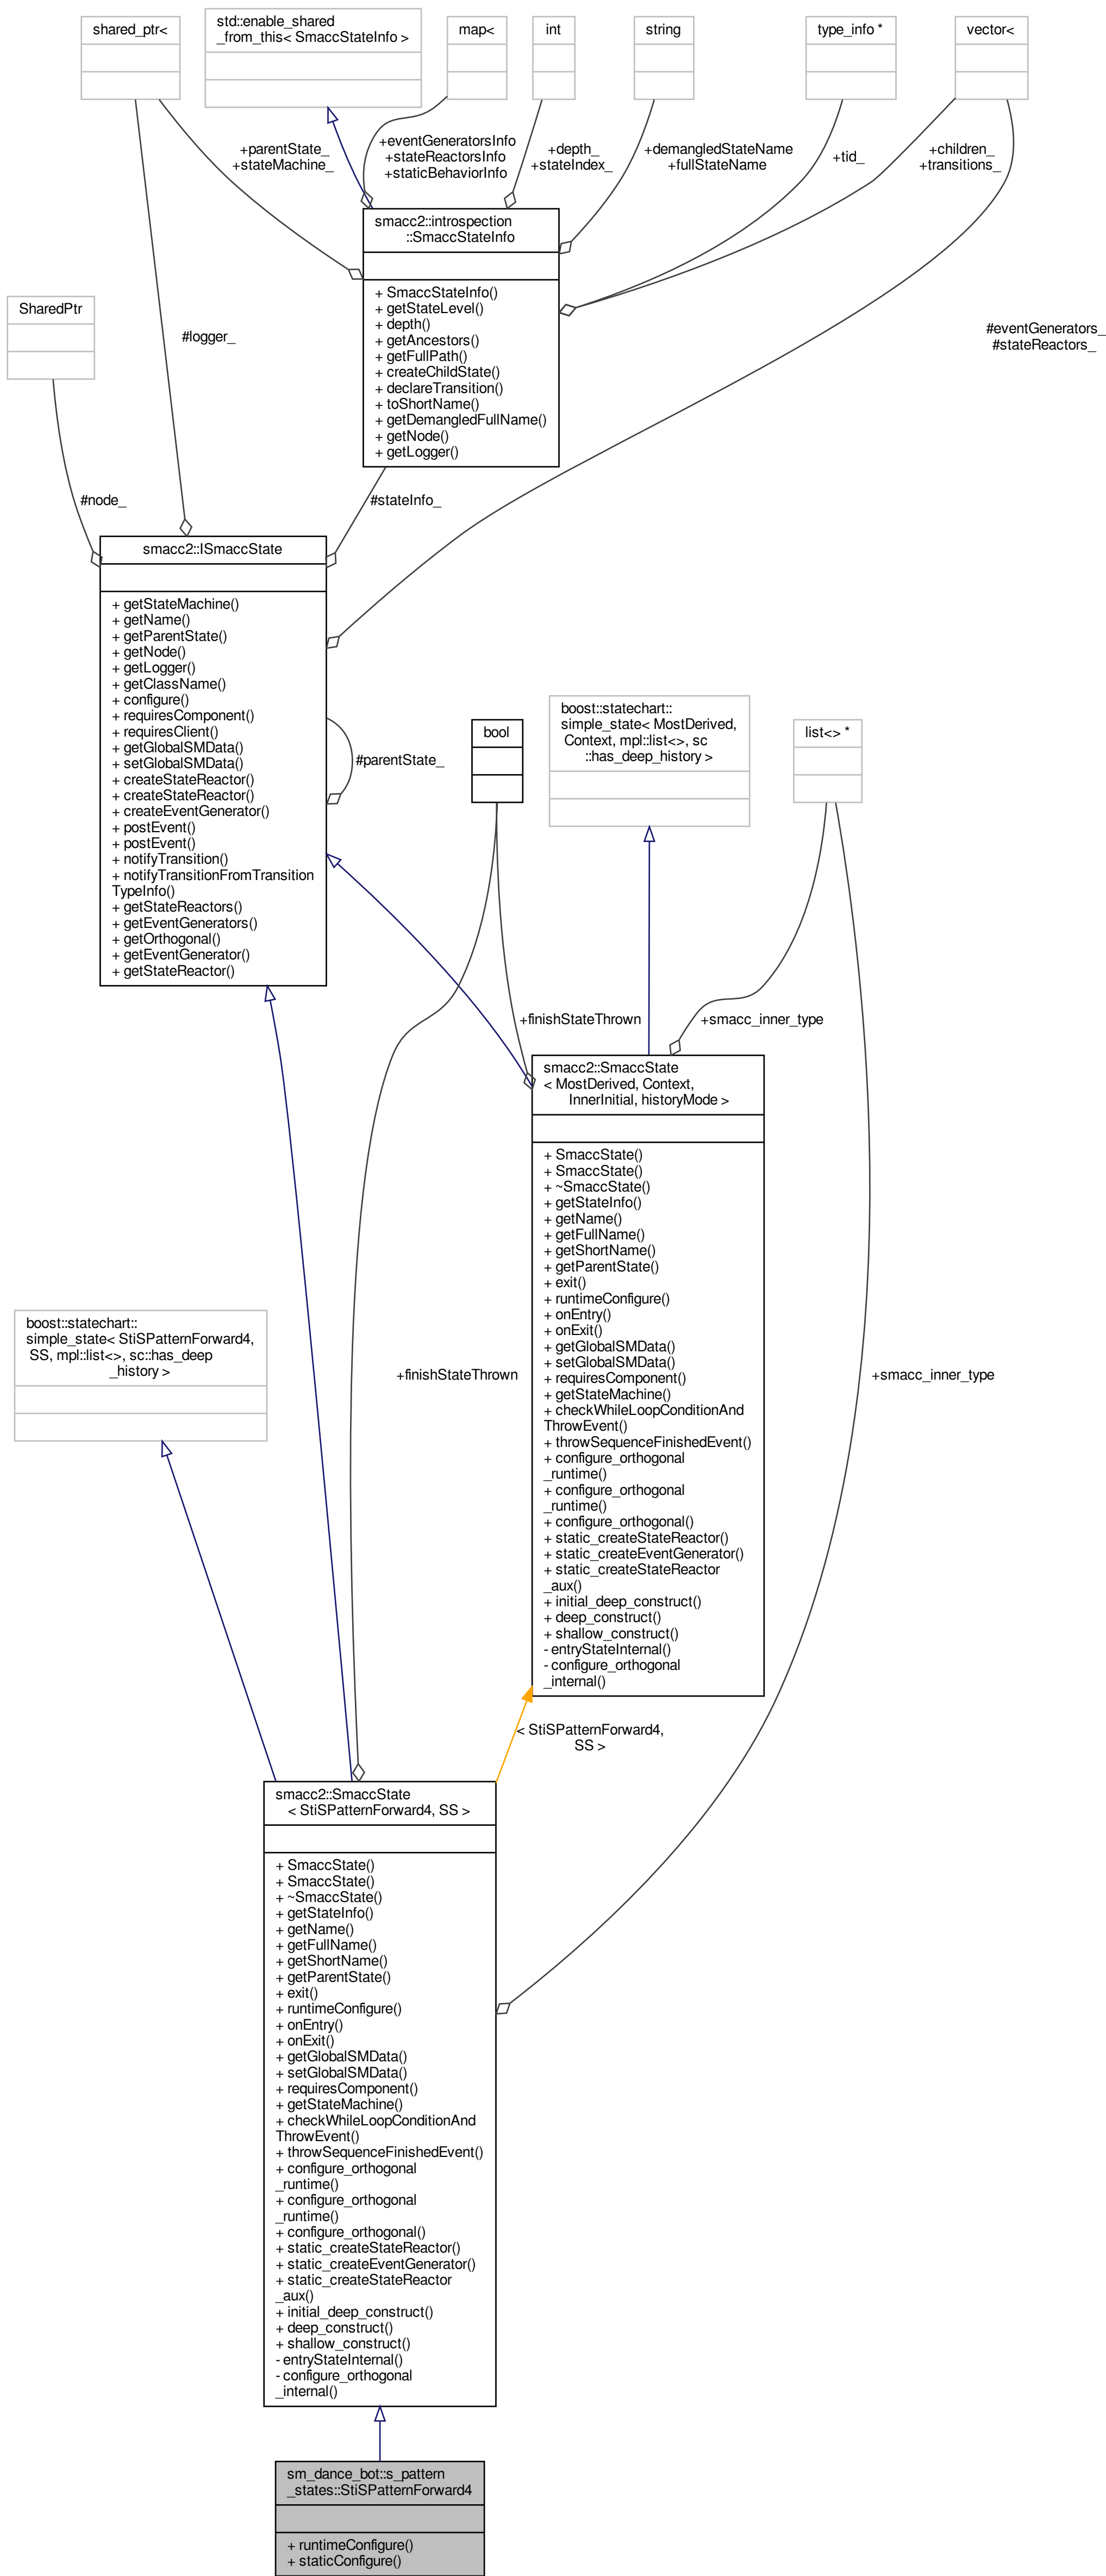 shared_ptr<
std::enable_shared
_from_this< SmaccStateInfo >
map<
int
string
type_info *
vector<
+parentState_
+stateMachine_
+eventGeneratorsInfo
+stateReactorsInfo
+staticBehaviorInfo
+depth_
+stateIndex_
+demangledStateName
+fullStateName
+tid_
+children_
+transitions_
smacc2::introspection
::SmaccStateInfo
+ SmaccStateInfo()
+ getStateLevel()
+ depth()
+ getAncestors()
+ getFullPath()
+ createChildState()
+ declareTransition()
+ toShortName()
+ getDemangledFullName()
+ getNode()
+ getLogger()
SharedPtr
#logger_
#eventGenerators_
#stateReactors_
#node_
#stateInfo_
smacc2::ISmaccState
+ getStateMachine()
+ getName()
+ getParentState()
+ getNode()
+ getLogger()
+ getClassName()
+ configure()
+ requiresComponent()
+ requiresClient()
+ getGlobalSMData()
+ setGlobalSMData()
+ createStateReactor()
+ createStateReactor()
+ createEventGenerator()
+ postEvent()
+ postEvent()
+ notifyTransition()
+ notifyTransitionFromTransition
TypeInfo()
+ getStateReactors()
+ getEventGenerators()
+ getOrthogonal()
+ getEventGenerator()
+ getStateReactor()
#parentState_
bool
boost::statechart::
simple_state< MostDerived,
Context, mpl::list<>, sc
::has_deep_history >
list<> *
+finishStateThrown
+smacc_inner_type
smacc2::SmaccState
< MostDerived, Context,
InnerInitial, historyMode >
+ SmaccState()
+ SmaccState()
+ ~SmaccState()
+ getStateInfo()
+ getName()
+ getFullName()
+ getShortName()
+ getParentState()
+ exit()
+ runtimeConfigure()
+ onEntry()
+ onExit()
+ getGlobalSMData()
+ setGlobalSMData()
+ requiresComponent()
+ getStateMachine()
+ checkWhileLoopConditionAnd
ThrowEvent()
+ throwSequenceFinishedEvent()
+ configure_orthogonal
_runtime()
+ configure_orthogonal
_runtime()
+ configure_orthogonal()
+ static_createStateReactor()
+ static_createEventGenerator()
+ static_createStateReactor
_aux()
+ initial_deep_construct()
+ deep_construct()
+ shallow_construct()
- entryStateInternal()
- configure_orthogonal
_internal()
boost::statechart::
simple_state< StiSPatternForward4,
SS, mpl::list<>, sc::has_deep
_history >
+finishStateThrown
+smacc_inner_type
< StiSPatternForward4,
SS >
smacc2::SmaccState
< StiSPatternForward4, SS >
+ SmaccState()
+ SmaccState()
+ ~SmaccState()
+ getStateInfo()
+ getName()
+ getFullName()
+ getShortName()
+ getParentState()
+ exit()
+ runtimeConfigure()
+ onEntry()
+ onExit()
+ getGlobalSMData()
+ setGlobalSMData()
+ requiresComponent()
+ getStateMachine()
+ checkWhileLoopConditionAnd
ThrowEvent()
+ throwSequenceFinishedEvent()
+ configure_orthogonal
_runtime()
+ configure_orthogonal
_runtime()
+ configure_orthogonal()
+ static_createStateReactor()
+ static_createEventGenerator()
+ static_createStateReactor
_aux()
+ initial_deep_construct()
+ deep_construct()
+ shallow_construct()
- entryStateInternal()
- configure_orthogonal
_internal()
sm_dance_bot::s_pattern
_states::StiSPatternForward4
+ runtimeConfigure()
+ staticConfigure()